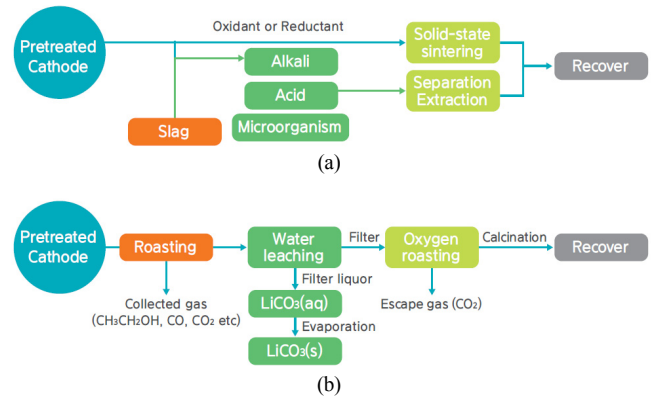 Pretreated
Cathode
Oxidant or Reductant
Solid-state
sintering
Alkali
Recover
Acid
Separation
Extraction
Slag
Microorganism
(a)
Pretreated
Cathode
Roasting
Water
leaching
Filter
Oxygen
roasting
Calcination
Recover
Filter liquor
Collected gas
(CH₃CH₂OH, CO, CO₂ etc)
LiCO₃(aq)
Escape gas (CO₂)
Evaporation
LiCO₃(s)
(b)